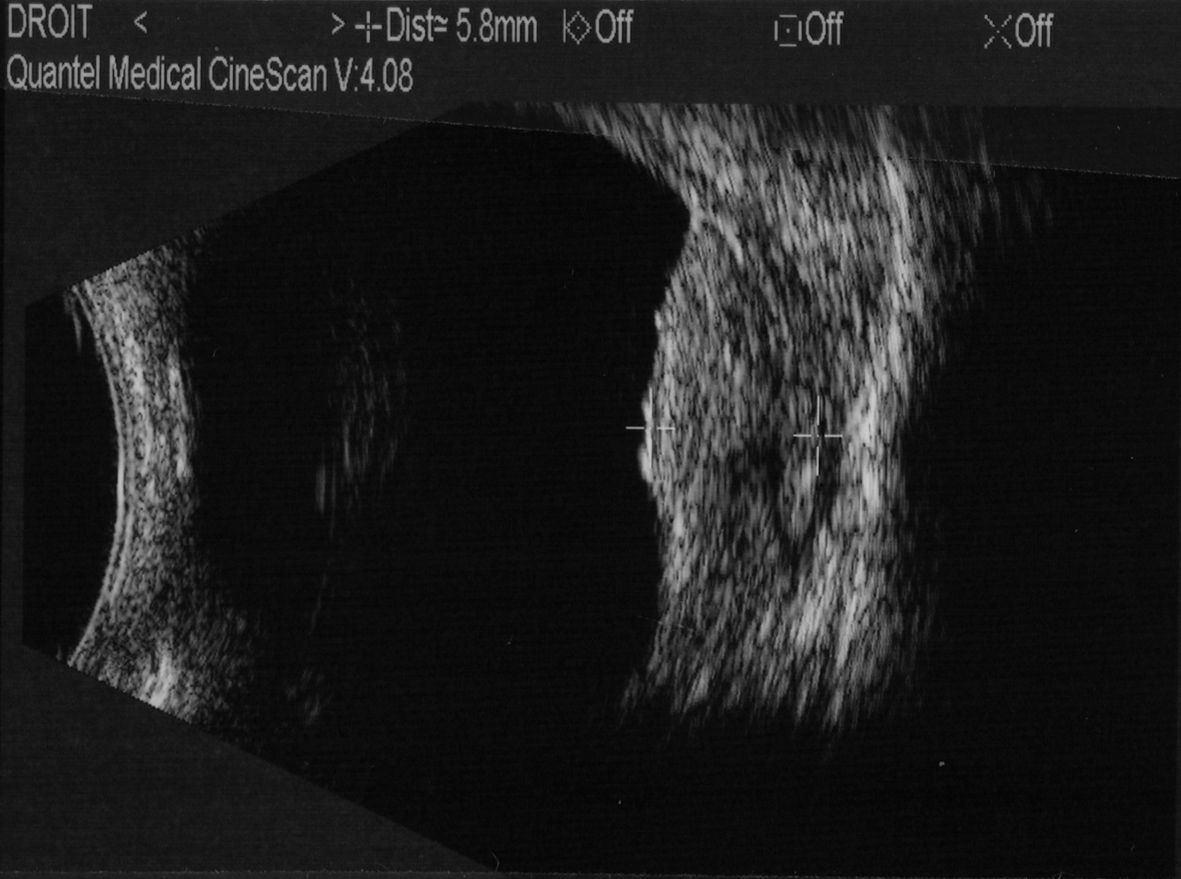 DROIT < > Dist≃ 5.8mm Off Off Off
Quantel Medical CineScan V:4.08